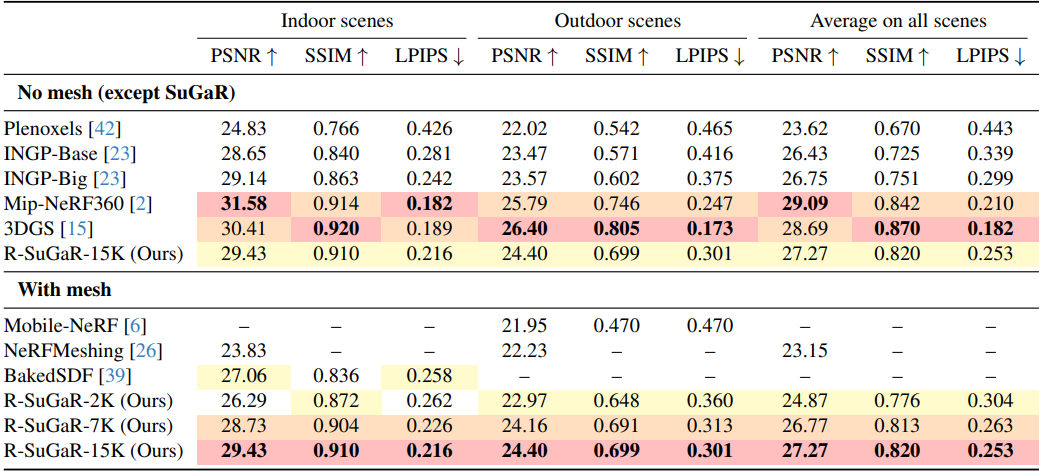 Indoor scenes Outdoor scenes Average on all scenes
PSNR ↑ SSIM ↑ LPIPS ↓ PSNR ↑ SSIM ↑ LPIPS ↓ PSNR ↑ SSIM ↑ LPIPS ↓
No mesh (except SuGaR)
Plenoxels [42] 24.83 0.766 0.426 22.02 0.542 0.465 23.62 0.670 0.443
INGP-Base [23] 28.65 0.840 0.281 23.47 0.571 0.416 26.43 0.725 0.339
INGP-Big [23] 29.14 0.863 0.242 23.57 0.602 0.375 26.75 0.751 0.299
Mip-NeRF360 [2] 31.58 0.914 0.182 25.79 0.746 0.247 29.09 0.842 0.210
3DGS [15] 30.41 0.920 0.189 26.40 0.805 0.173 28.69 0.870 0.182
R-SuGaR-15K (Ours) 29.43 0.910 0.216 24.40 0.699 0.301 27.27 0.820 0.253
With mesh
Mobile-NeRF [6] – – – 21.95 0.470 0.470 – – –
NeRFMeshing [26] 23.83 – – 22.23 – – 23.15 – –
BakedSDF [39] 27.06 0.836 0.258 – – – – – –
R-SuGaR-2K (Ours) 26.29 0.872 0.262 22.97 0.648 0.360 24.87 0.776 0.304
R-SuGaR-7K (Ours) 28.73 0.904 0.226 24.16 0.691 0.313 26.77 0.813 0.263
R-SuGaR-15K (Ours) 29.43 0.910 0.216 24.40 0.699 0.301 27.27 0.820 0.253